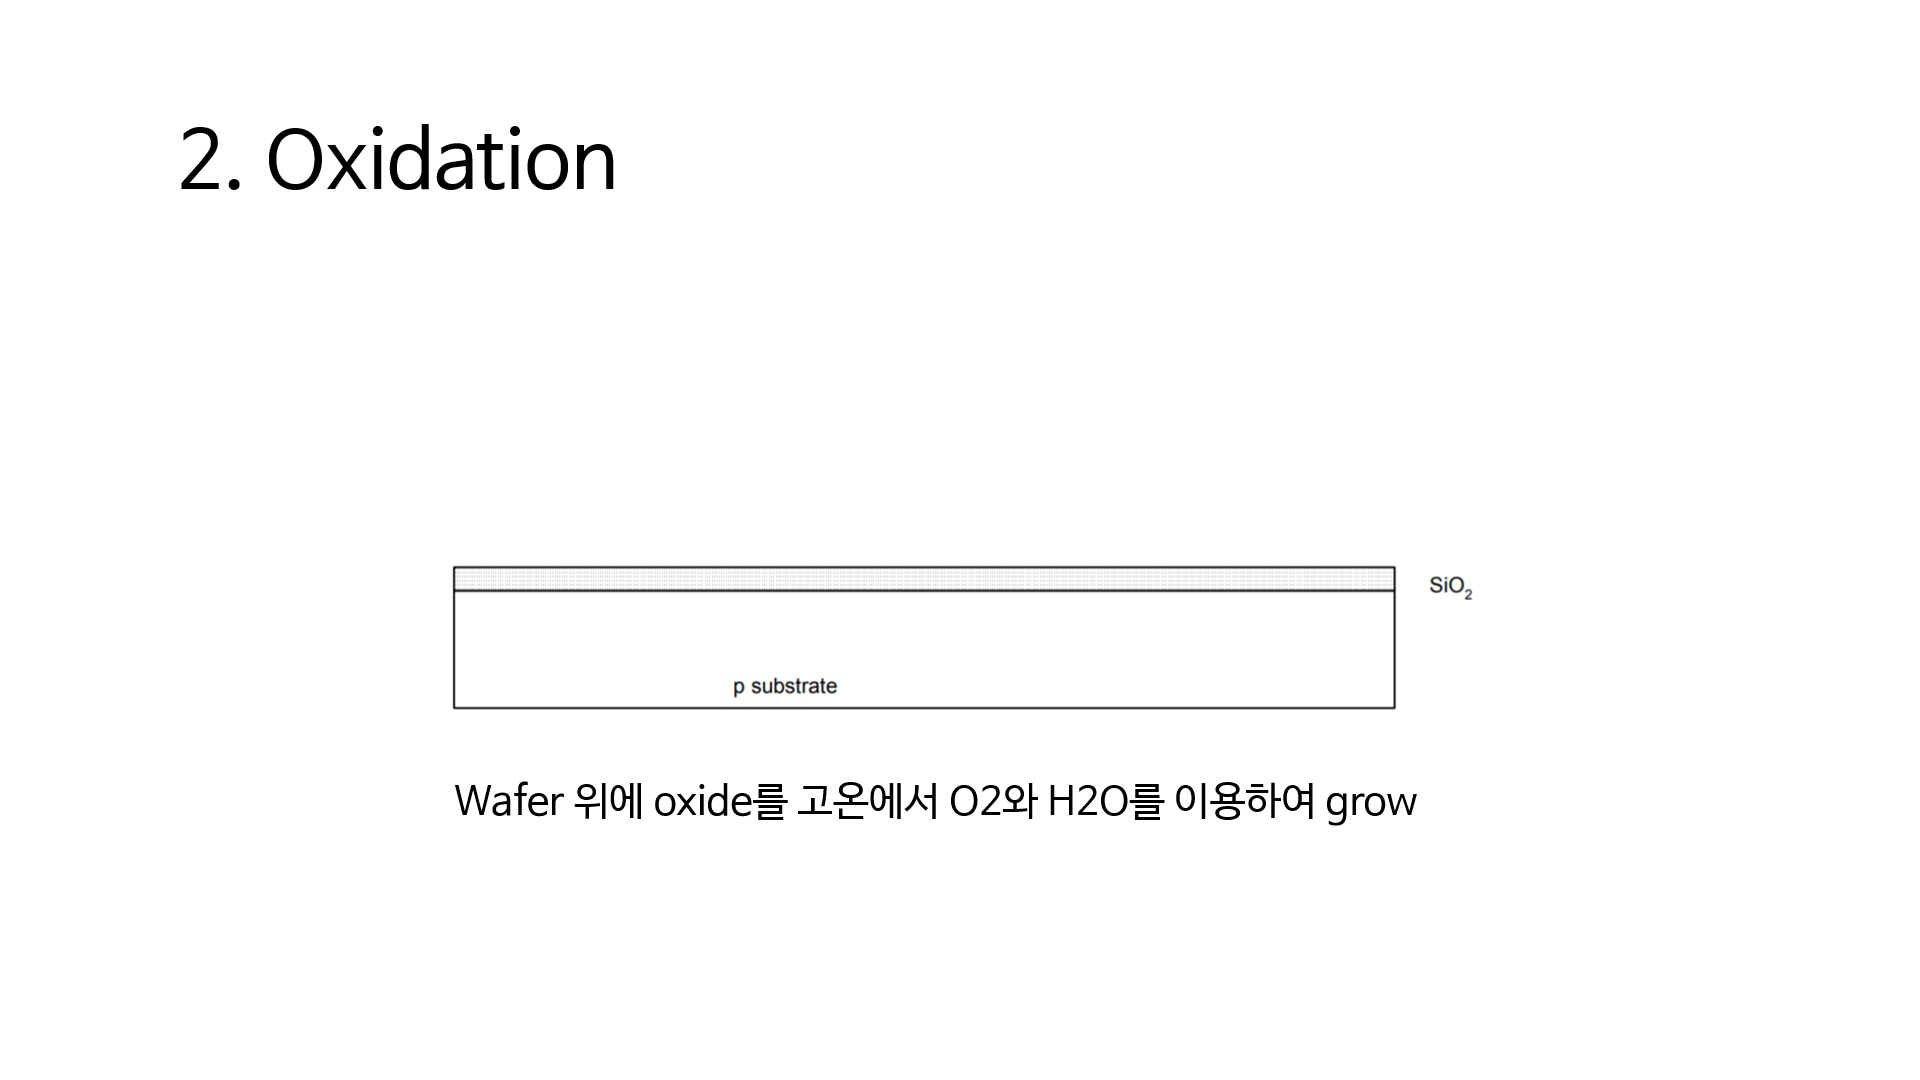 2. Oxidation
SiO₂
p substrate
Wafer 위에 oxide를 고온에서 O2와 H2O를 이용하여 grow